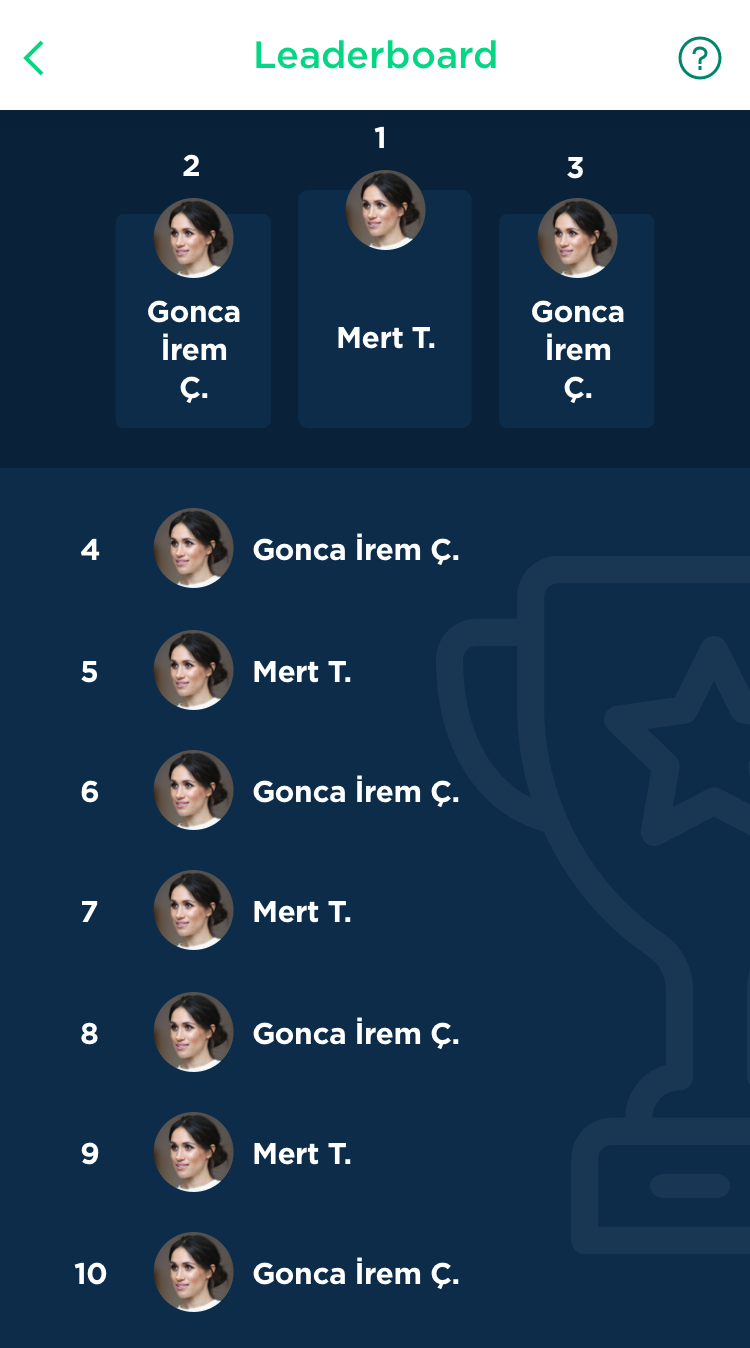 Leaderboard
?
1
2
3
Gonca
İrem
Ç.
Mert T.
Gonca
İrem
Ç.
4 Gonca İrem Ç.
5 Mert T.
6 Gonca İrem Ç.
7 Mert T.
8 Gonca İrem Ç.
9 Mert T.
10 Gonca İrem Ç.